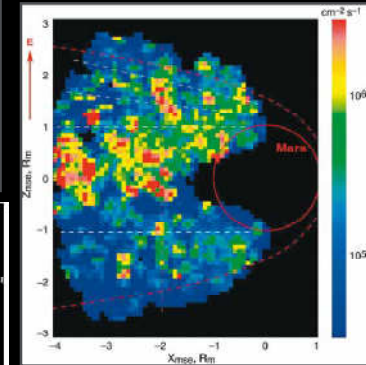 cm⁻² s⁻¹
E
3
2
1
0
-1
-2
-3
Zmse, Rm
Mars
10⁶
10⁵
-4 -3 -2 -1 0 1
Xmse, Rm